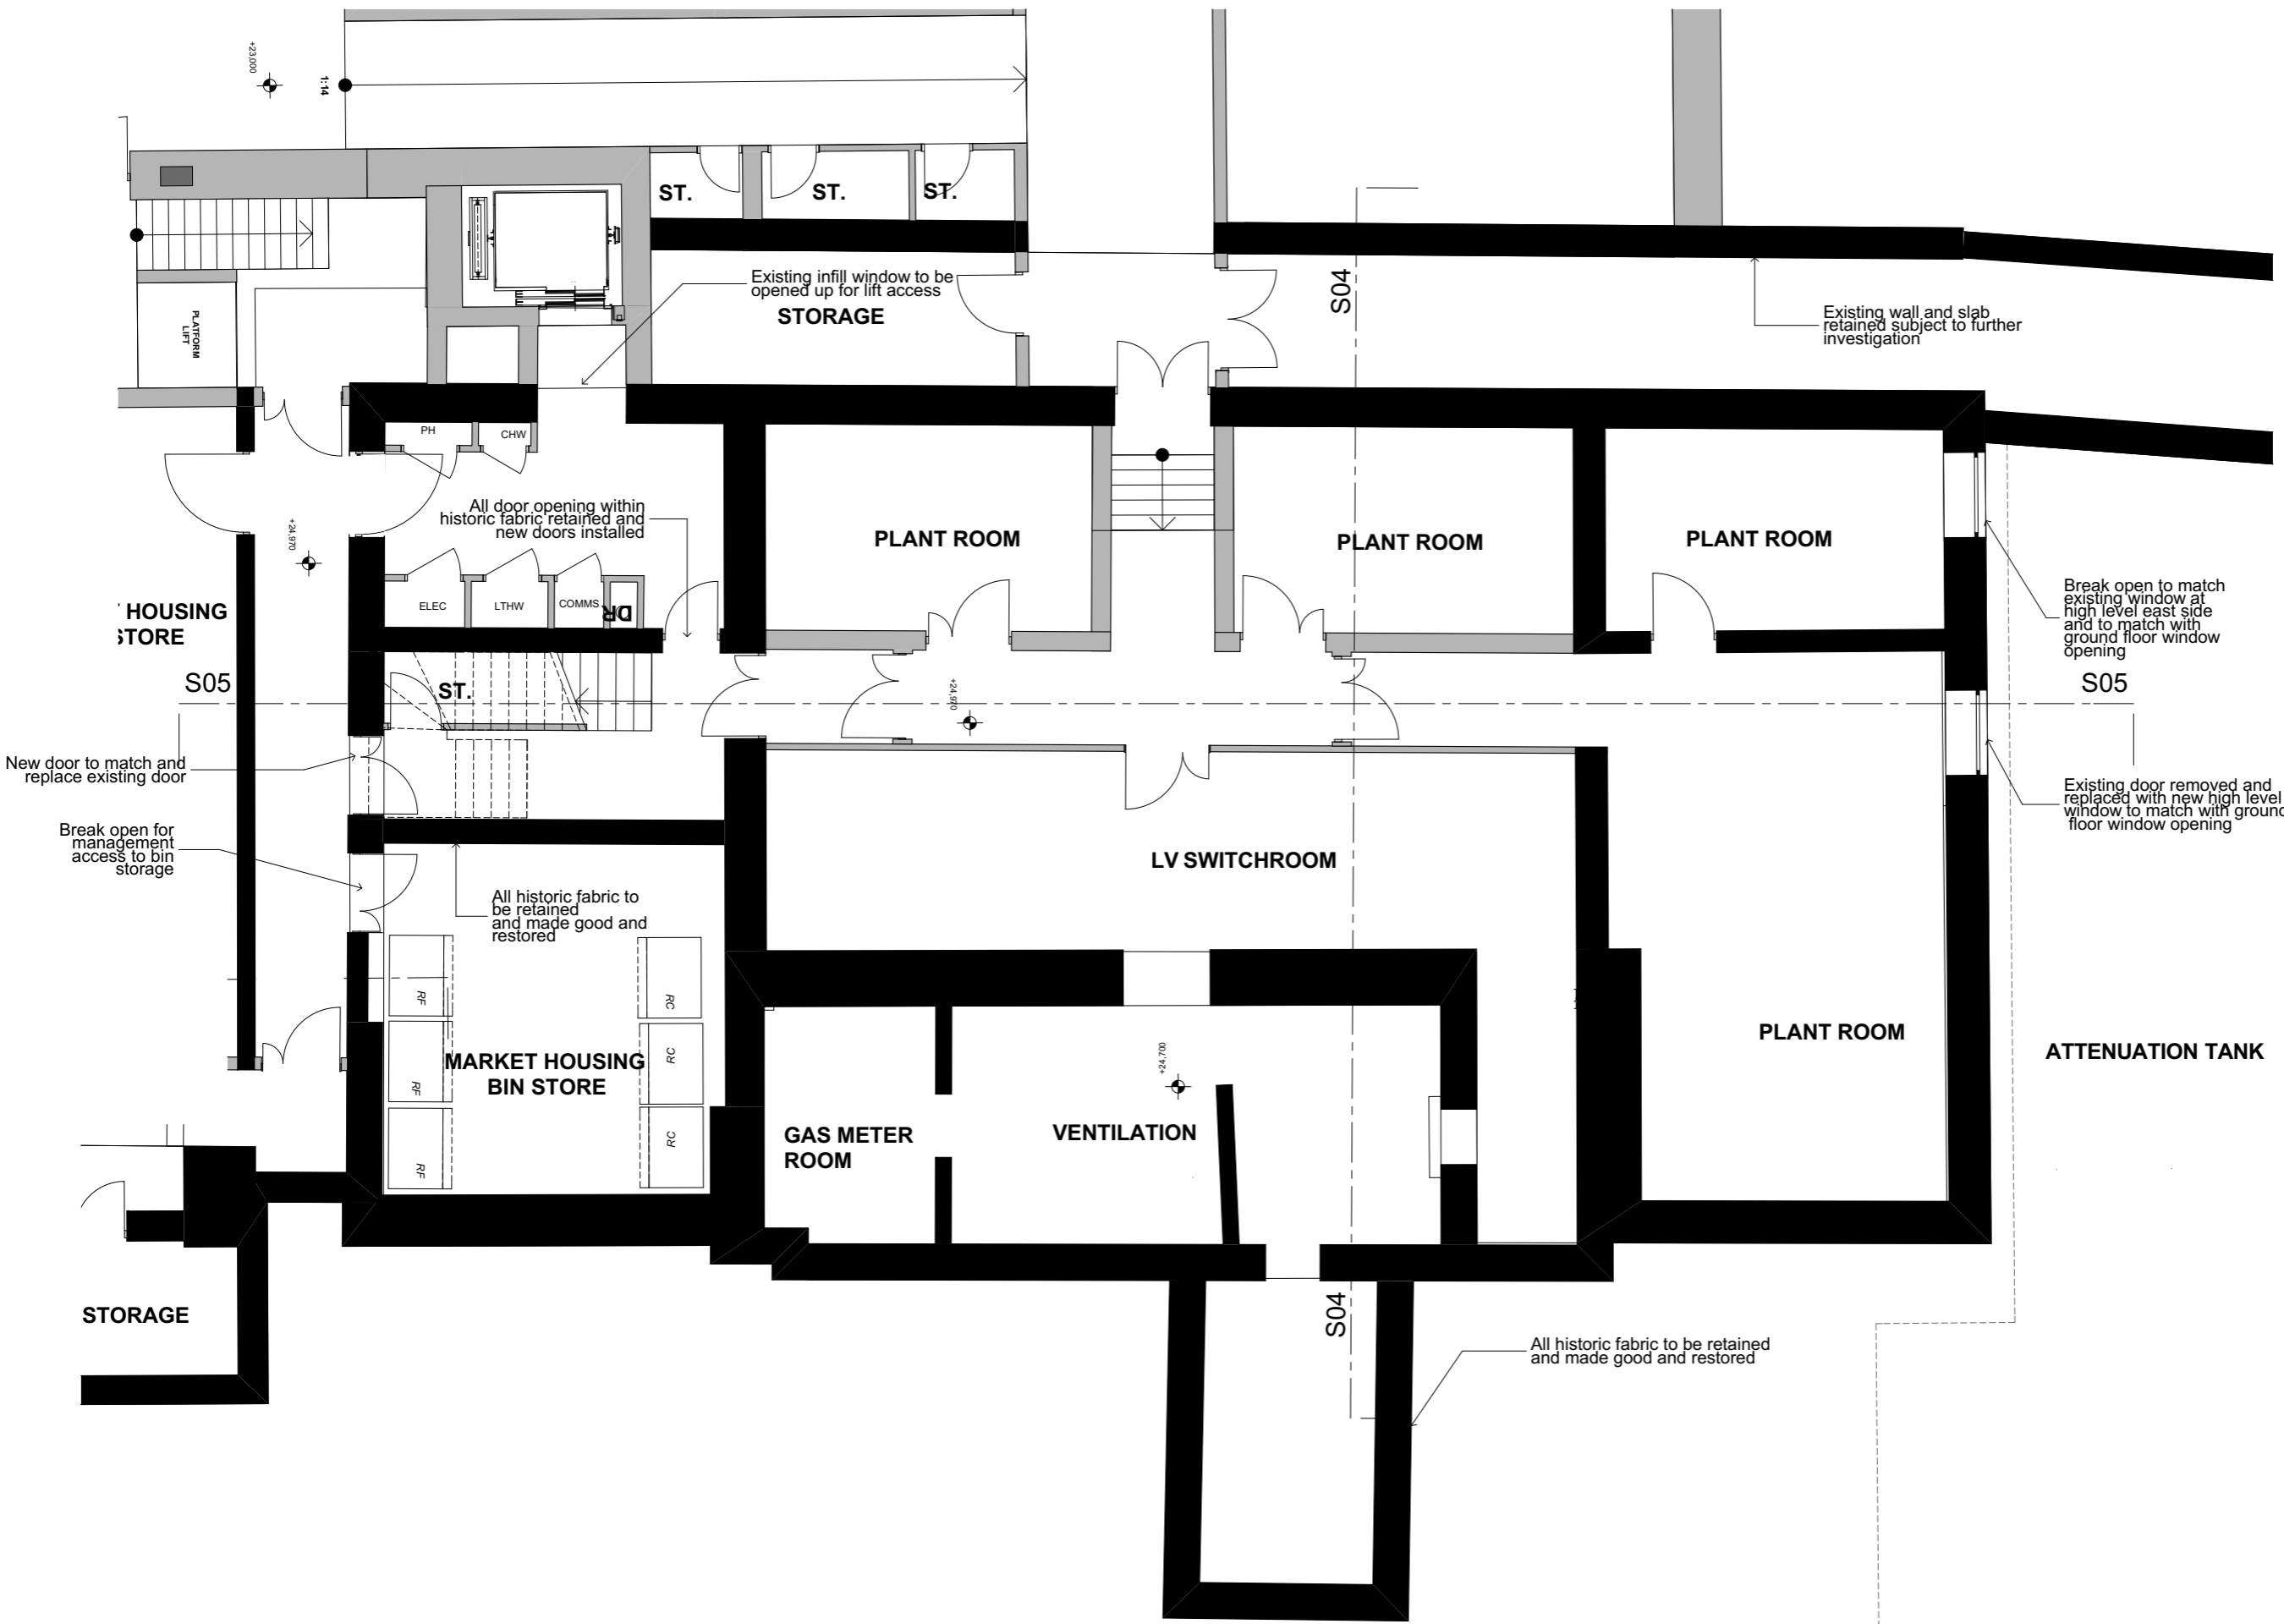 +23,000
1:14
ST.
ST.
ST.
Existing infill window to be
opened up for lift access
STORAGE
S04
Existing wall and slab
retained subject to further
investigation
PLATFORM
LIFT
PH
CHW
All door opening within
historic fabric retained and
new doors installed
+24,970
PLANT ROOM
PLANT ROOM
PLANT ROOM
Break open to match
existing window at
high level east side
and to match with
ground floor window
opening
HOUSING
STORE
ELEC
LTHW
COMMS
DR
S05
ST.
+24,970
S05
New door to match and
replace existing door
Existing door removed and
replaced with new high level
window to match with ground
floor window opening
Break open for
management
access to bin
storage
LV SWITCHROOM
All historic fabric to
be retained
and made good and
restored
RF
RC
RF
RC
RF
RC
MARKET HOUSING
BIN STORE
+24,700
PLANT ROOM
ATTENUATION TANK
GAS METER
ROOM
VENTILATION
STORAGE
S04
All historic fabric to be retained
and made good and restored